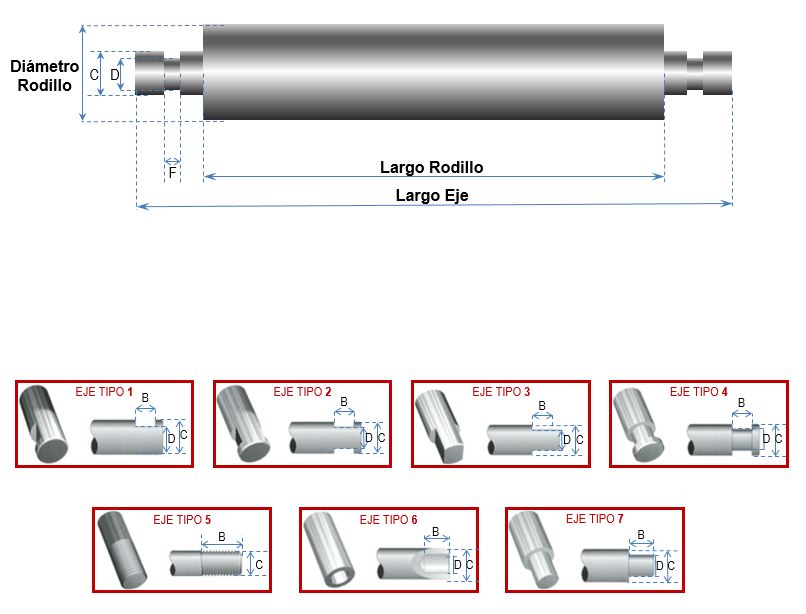 Diámetro
Rodillo
C
D
F
Largo Rodillo
Largo Eje
EJE TIPO 1
B
D
C
EJE TIPO 2
B
D
C
EJE TIPO 3
B
D
C
EJE TIPO 4
B
D
C
EJE TIPO 5
B
C
EJE TIPO 6
B
D
C
EJE TIPO 7
B
D
C